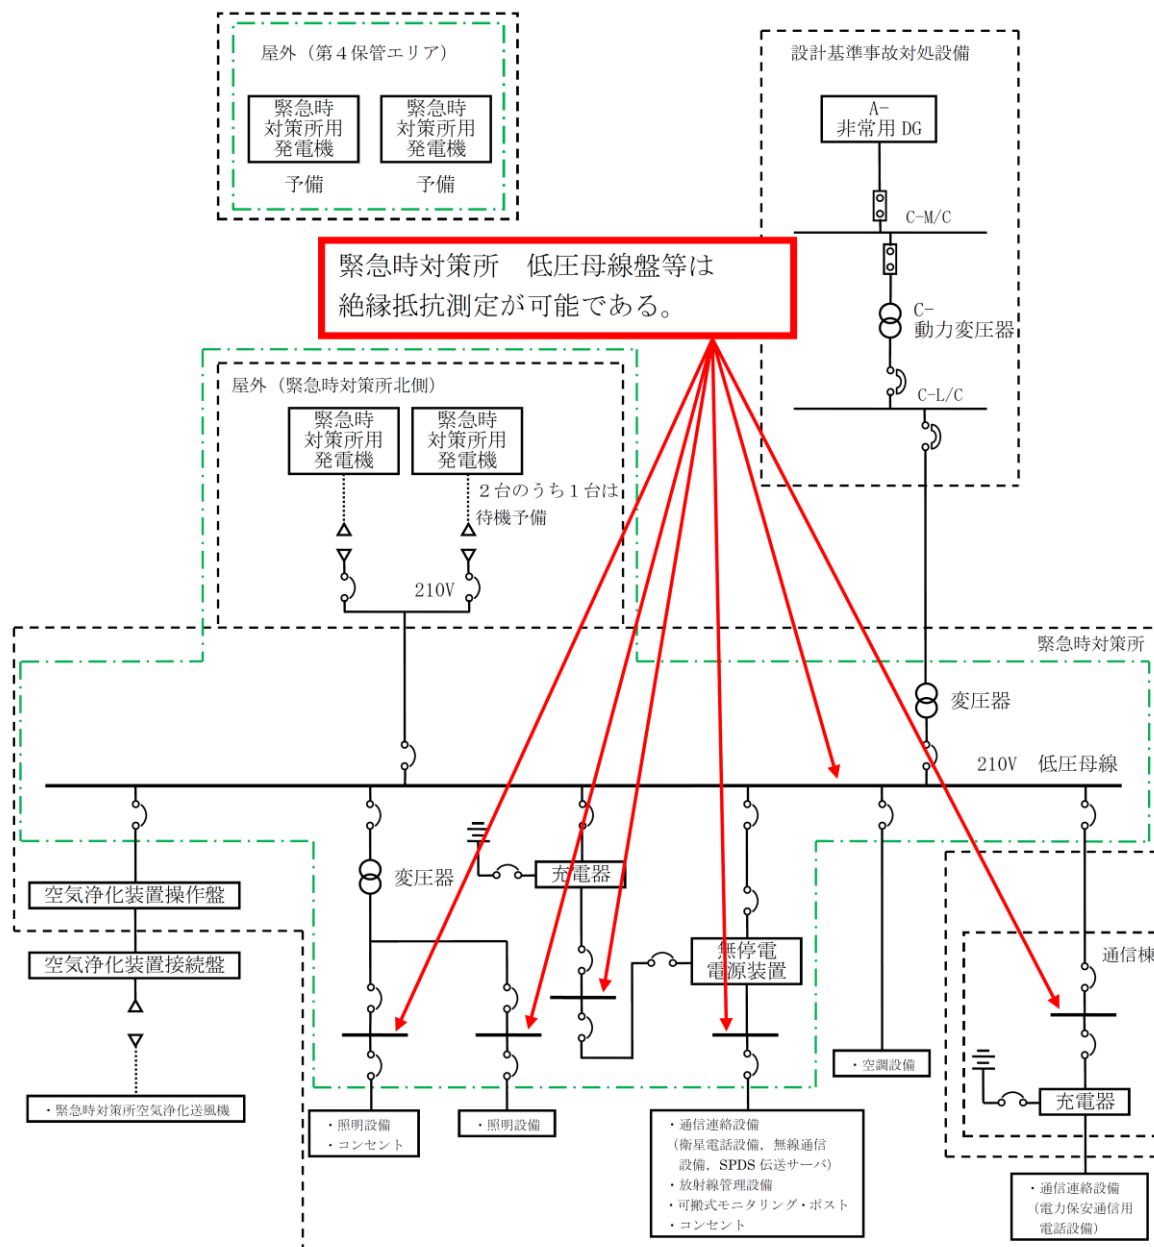 屋外（第４保管エリア）
緊急時
対策所用
発電機
予備
緊急時
対策所用
発電機
予備
設計基準事故対処設備
A-
非常用 DG
C-M/C
C-
動力変圧器
C-L/C
緊急時対策所　低圧母線盤等は
絶縁抵抗測定が可能である。
屋外（緊急時対策所北側）
緊急時
対策所用
発電機
緊急時
対策所用
発電機
２台のうち１台は
待機予備
210V
緊急時対策所
変圧器
210V　低圧母線
空気浄化装置操作盤
空気浄化装置接続盤
・緊急時対策所空気浄化送風機
変圧器
充電器
無停電
電源装置
・照明設備
・コンセント
・照明設備
・通信連絡設備
（衛星電話設備，無線通信
設備，SPDS 伝送サーバ）
・放射線管理設備
・可搬式モニタリング・ポスト
・コンセント
・空調設備
通信棟
充電器
・通信連絡設備
（電力保安通信用
電話設備）